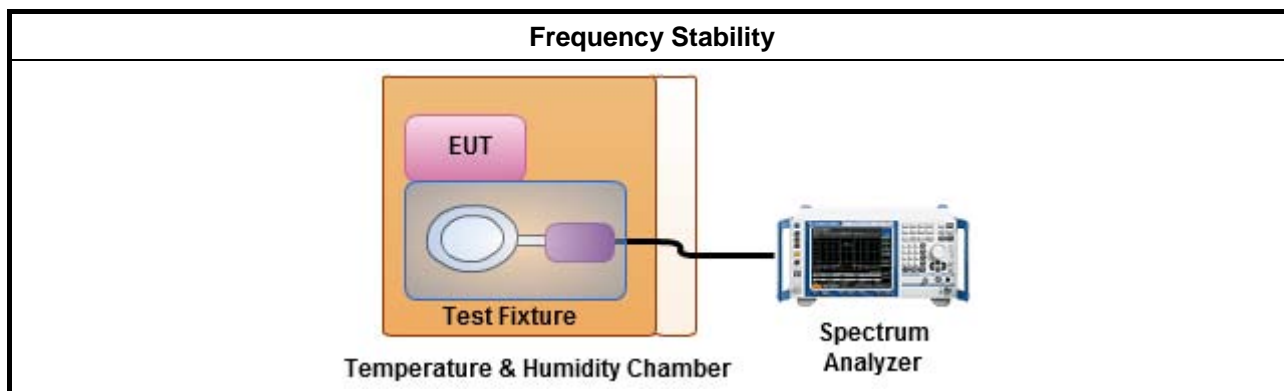 Frequency Stability
EUT
Test Fixture
Temperature & Humidity Chamber
Spectrum
Analyzer